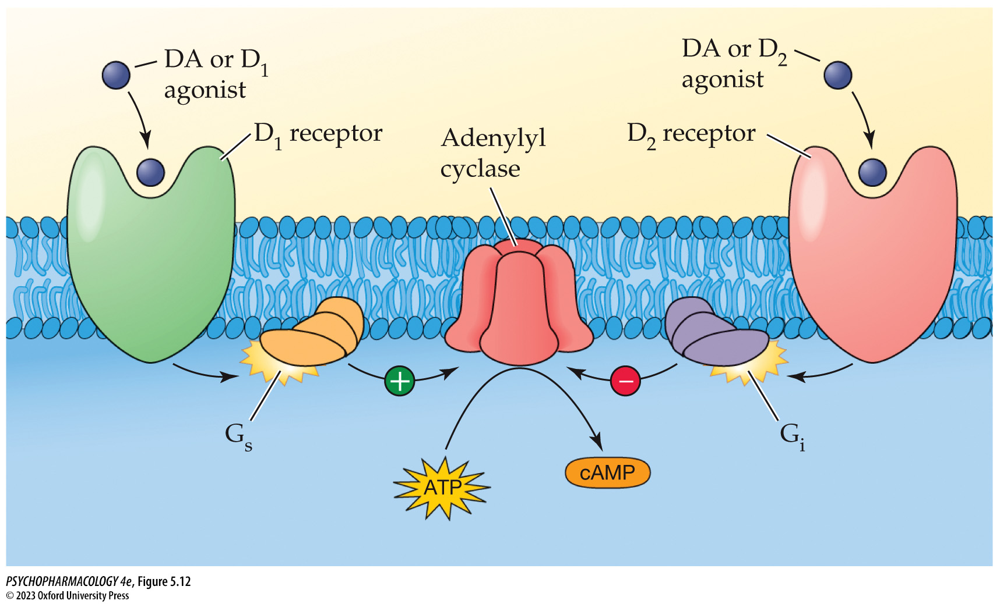 DA or D1
agonist
DA or D2
agonist
D1 receptor
Adenylyl
cyclase
D2 receptor
+
−
Gs
Gi
ATP
cAMP
PSYCHOPHARMACOLOGY 4e, Figure 5.12
© 2023 Oxford University Press